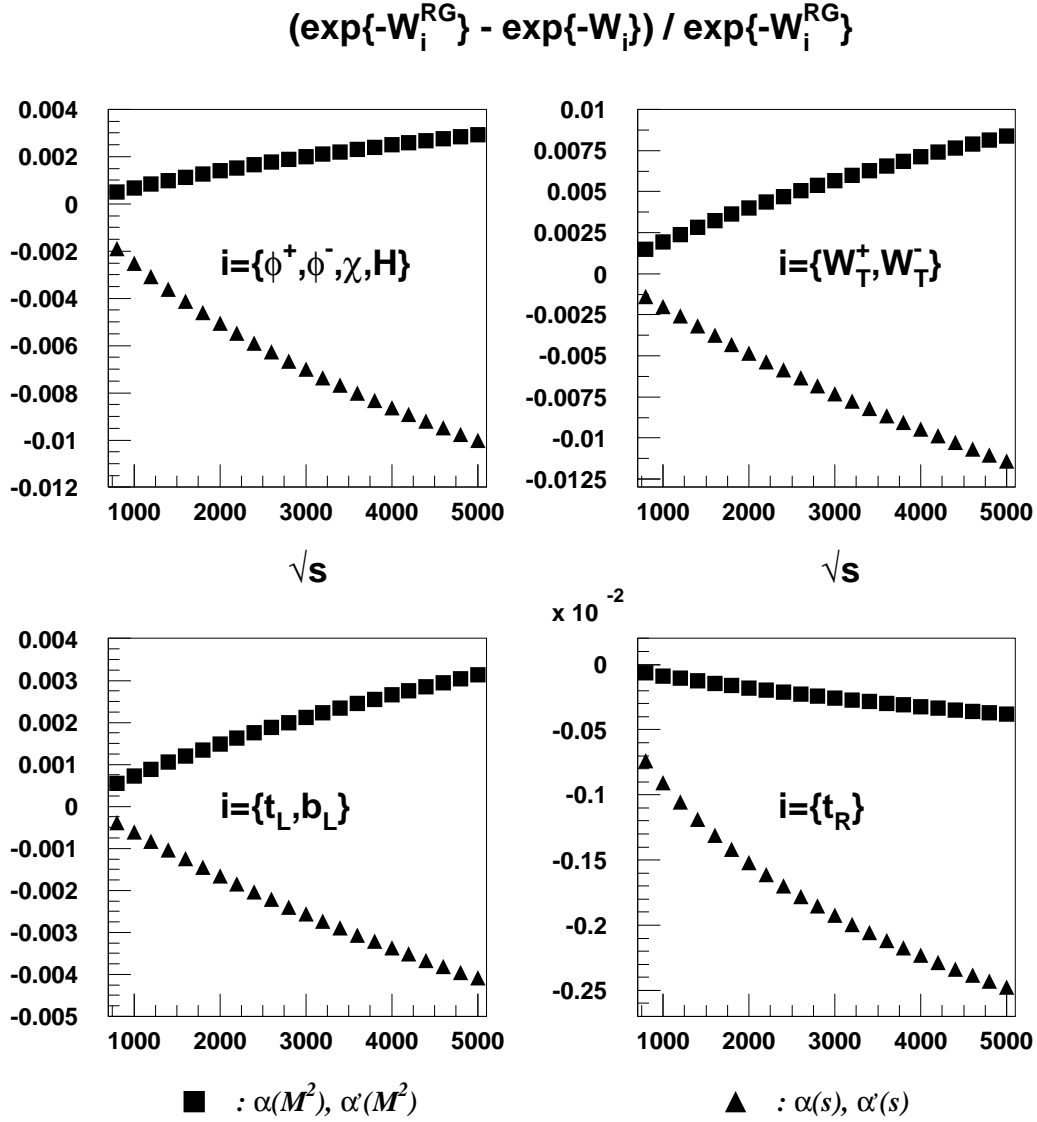 (exp{-W_i^RG} - exp{-W_i}) / exp{-W_i^RG}
0.004
0.002
0
-0.002
-0.004
-0.006
-0.008
-0.01
-0.012
i={ϕ⁺,ϕ⁻,χ,H}
1000 2000 3000 4000 5000
√s
0.01
0.0075
0.005
0.0025
0
-0.0025
-0.005
-0.0075
-0.01
-0.0125
i={W_T^+,W_T^-}
1000 2000 3000 4000 5000
√s
0.004
0.003
0.002
0.001
0
-0.001
-0.002
-0.003
-0.004
-0.005
i={t_L,b_L}
1000 2000 3000 4000 5000
x 10^-2
0
-0.05
-0.1
-0.15
-0.2
-0.25
i={t_R}
1000 2000 3000 4000 5000
: α(M²), α'(M²)
: α(s), α'(s)